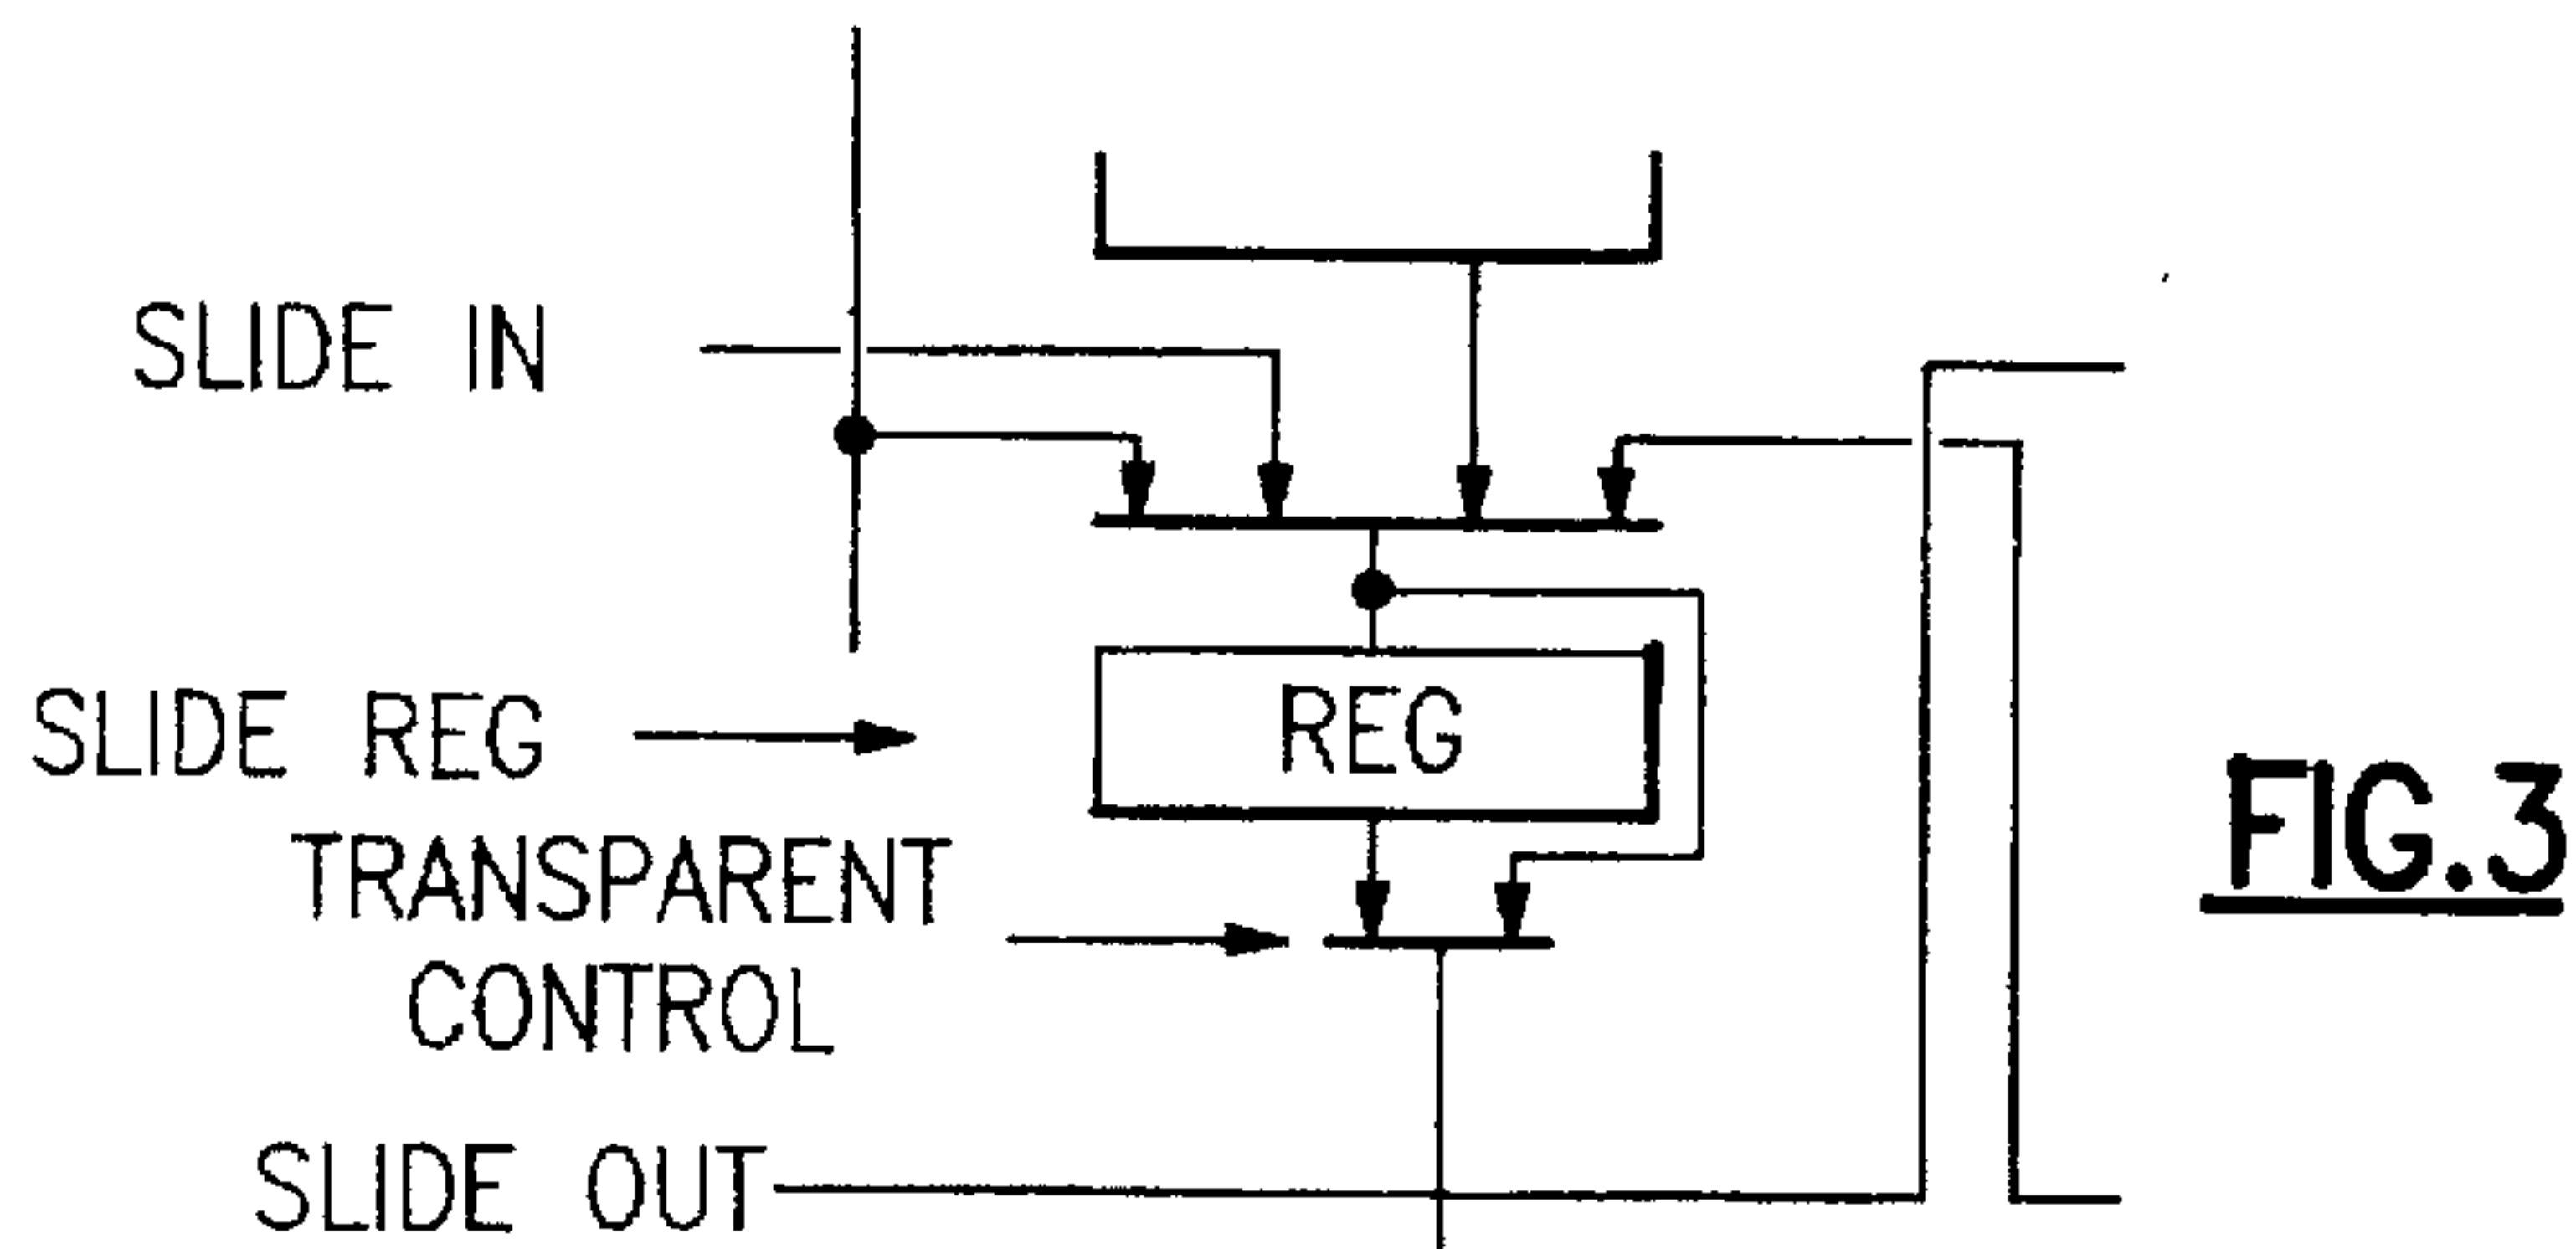 SLIDE IN
SLIDE REG
REG
TRANSPARENT
CONTROL
SLIDE OUT
FIG.3